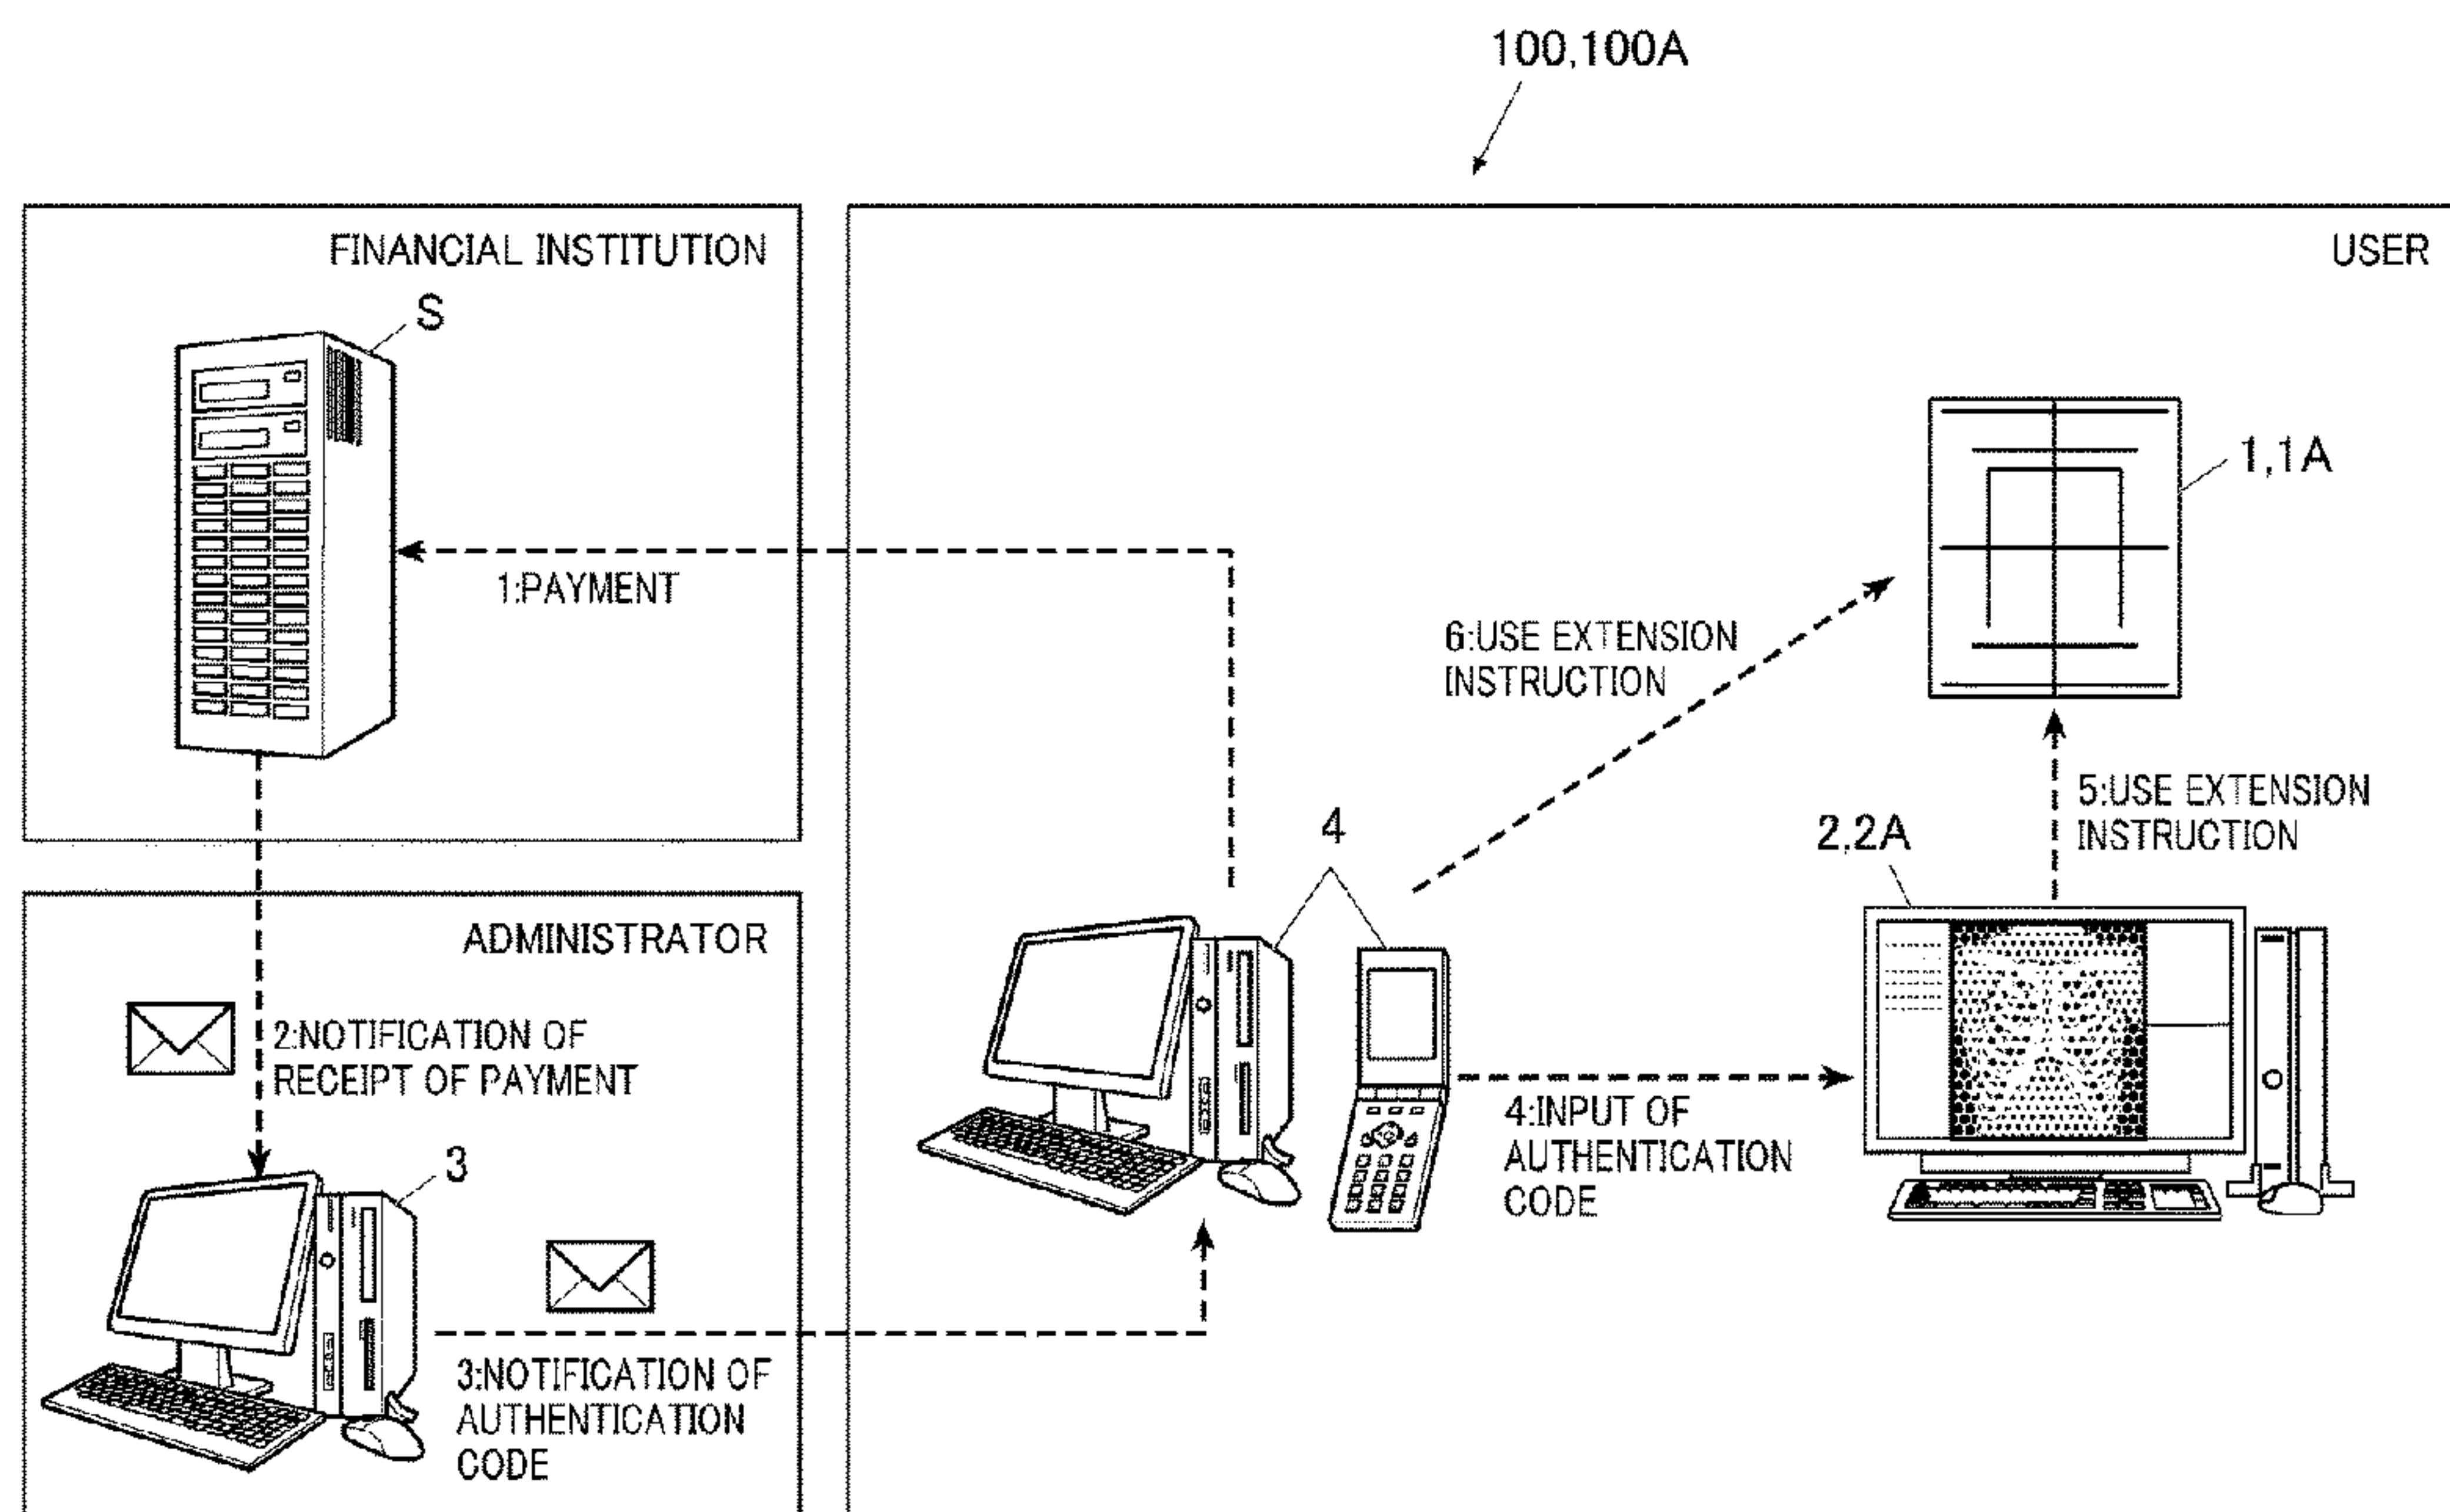 100,100A
FINANCIAL INSTITUTION
USER
S
1,1A
1:PAYMENT
6:USE EXTENSION
INSTRUCTION
5:USE EXTENSION
INSTRUCTION
4
2,2A
ADMINISTRATOR
2:NOTIFICATION OF
RECEIPT OF PAYMENT
4:INPUT OF
AUTHENTICATION
CODE
3
3:NOTIFICATION OF
AUTHENTICATION
CODE